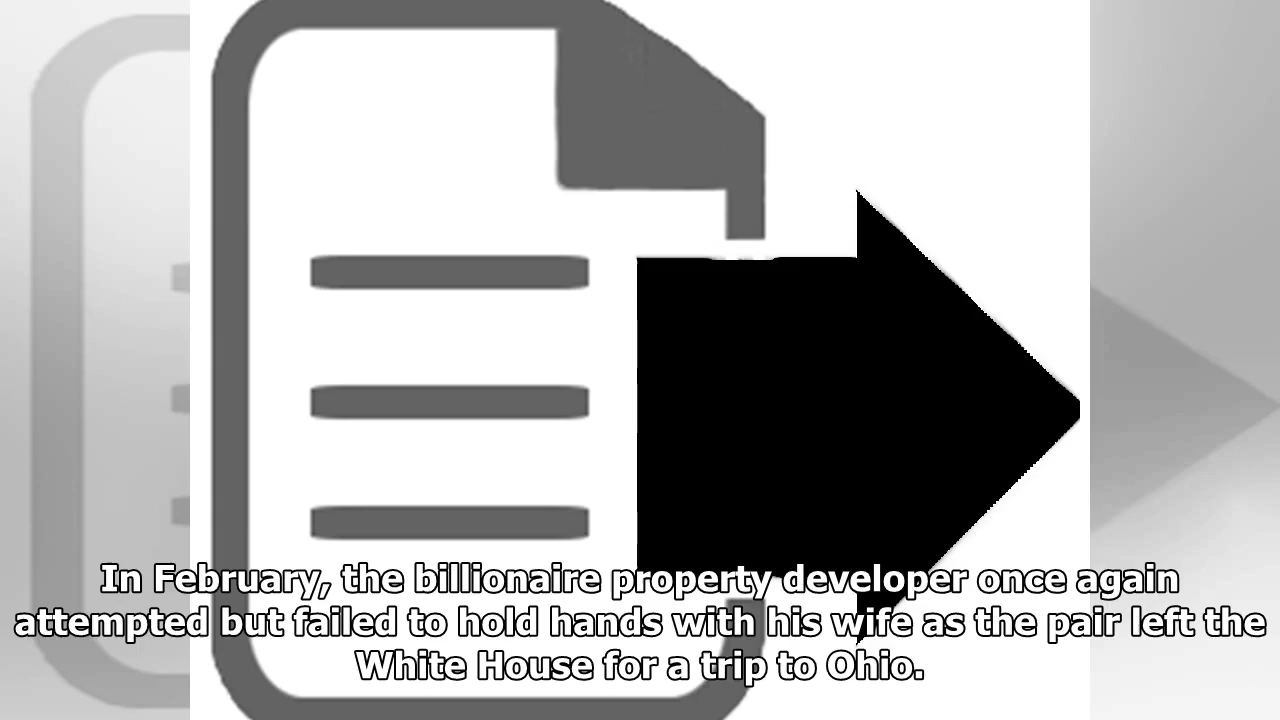 In February, the billionaire property developer once again
attempted but failed to hold hands with his wife as the pair left the
White House for a trip to Ohio.